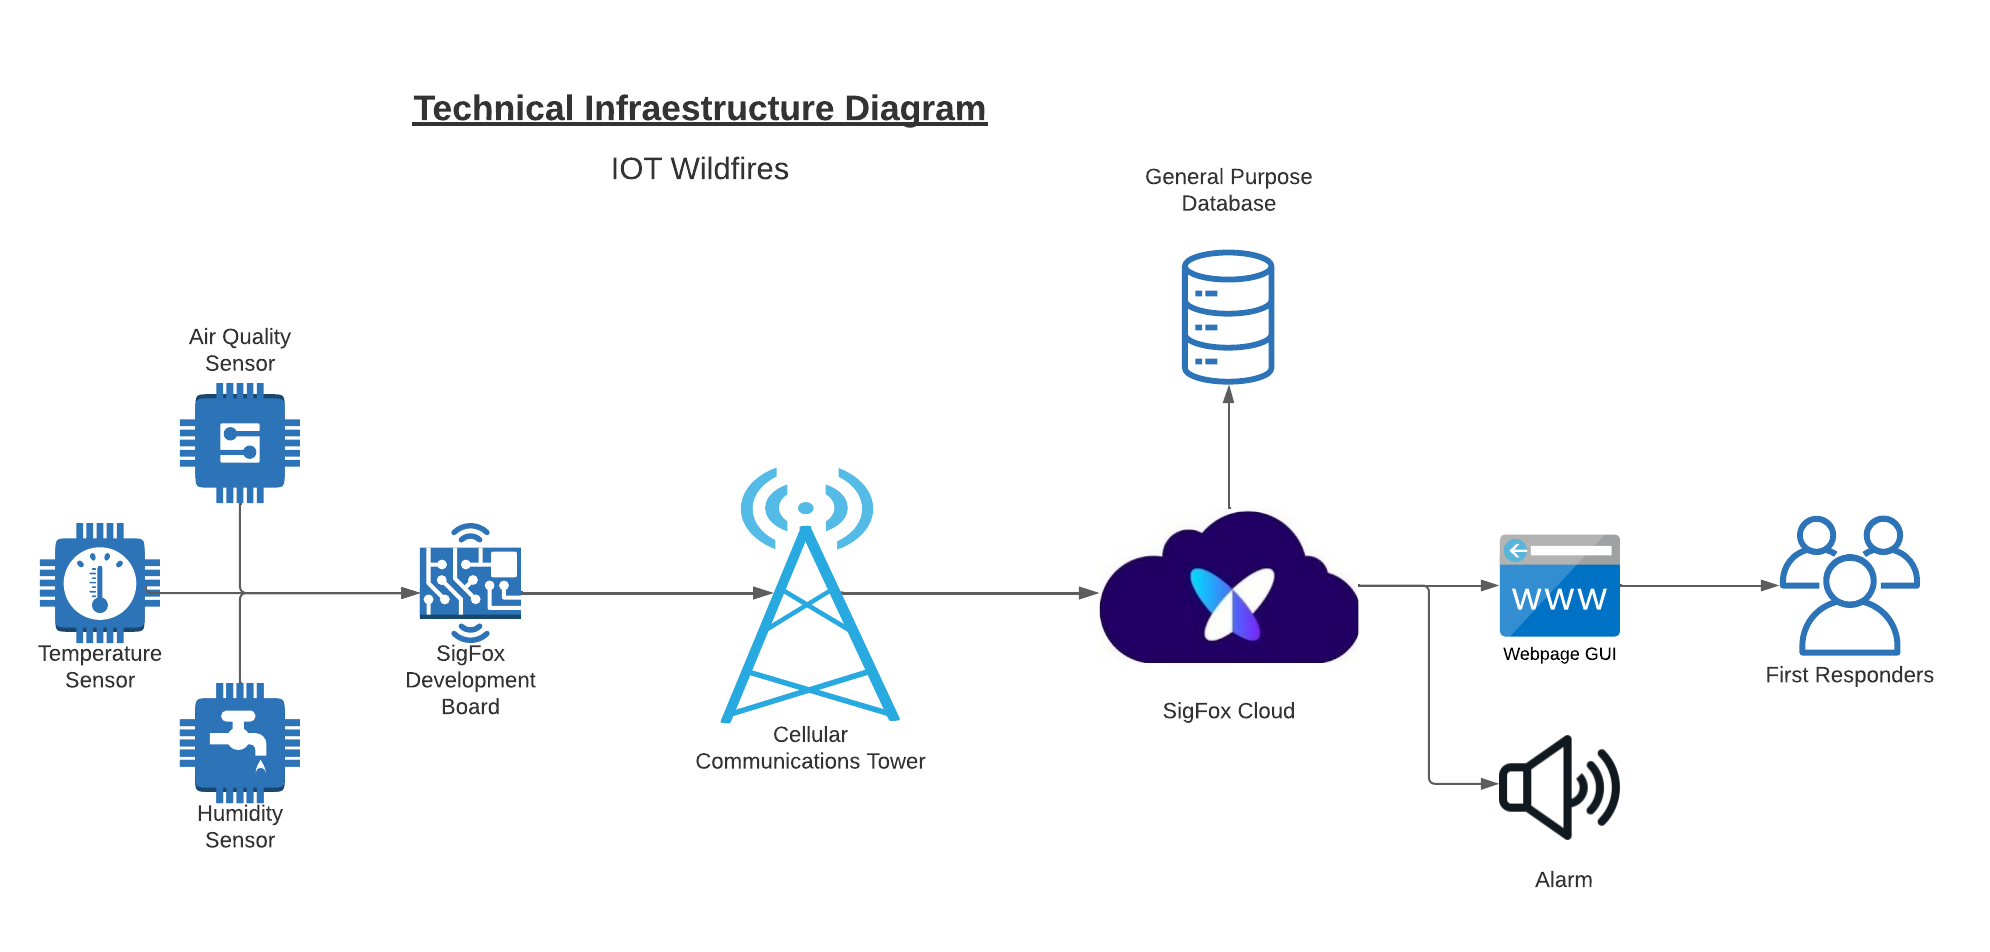 Technical Infraestructure Diagram
IOT Wildfires
General Purpose
Database
Air Quality
Sensor
Temperature
Sensor
Humidity
Sensor
SigFox
Development
Board
Cellular
Communications Tower
SigFox Cloud
WWW
Webpage GUI
First Responders
Alarm